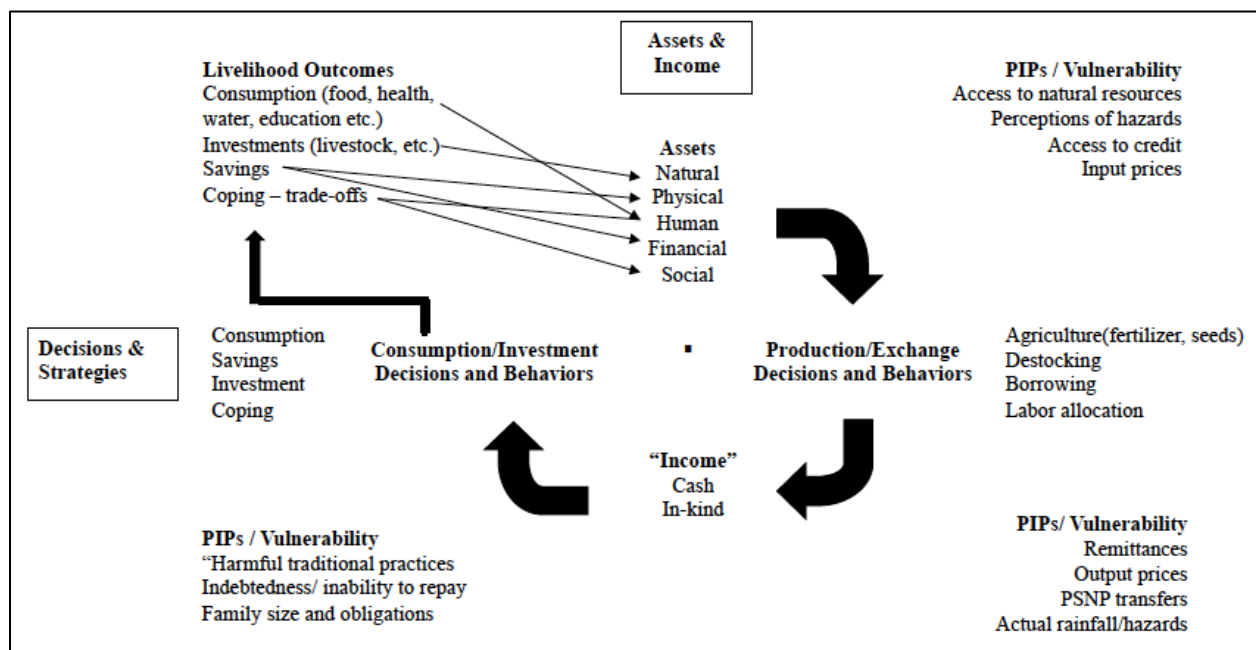 Assets &
Income
Livelihood Outcomes
Consumption (food, health,
water, education etc.)
Investments (livestock, etc.)
Savings
Coping – trade-offs
Assets
Natural
Physical
Human
Financial
Social
PIPs / Vulnerability
Access to natural resources
Perceptions of hazards
Access to credit
Input prices
Decisions &
Strategies
Consumption
Savings
Investment
Coping
Consumption/Investment
Decisions and Behaviors
Production/Exchange
Decisions and Behaviors
Agriculture(fertilizer, seeds)
Destocking
Borrowing
Labor allocation
“Income”
Cash
In-kind
PIPs / Vulnerability
“Harmful traditional practices
Indebtedness/ inability to repay
Family size and obligations
PIPs/ Vulnerability
Remittances
Output prices
PSNP transfers
Actual rainfall/hazards